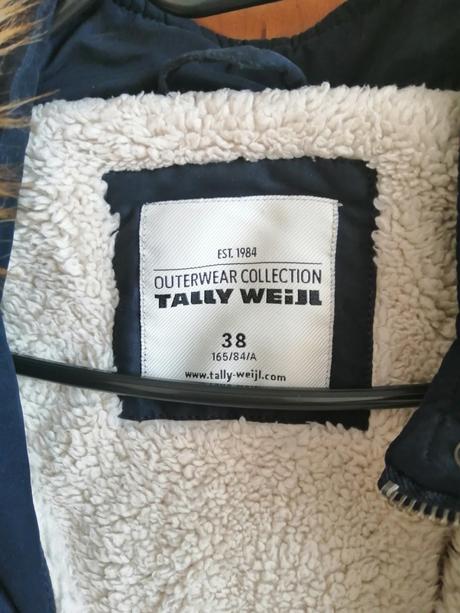 EST. 1984
OUTERWEAR COLLECTION
TALLY WEiJL
38
165/84/A
www.tally-weijl.com